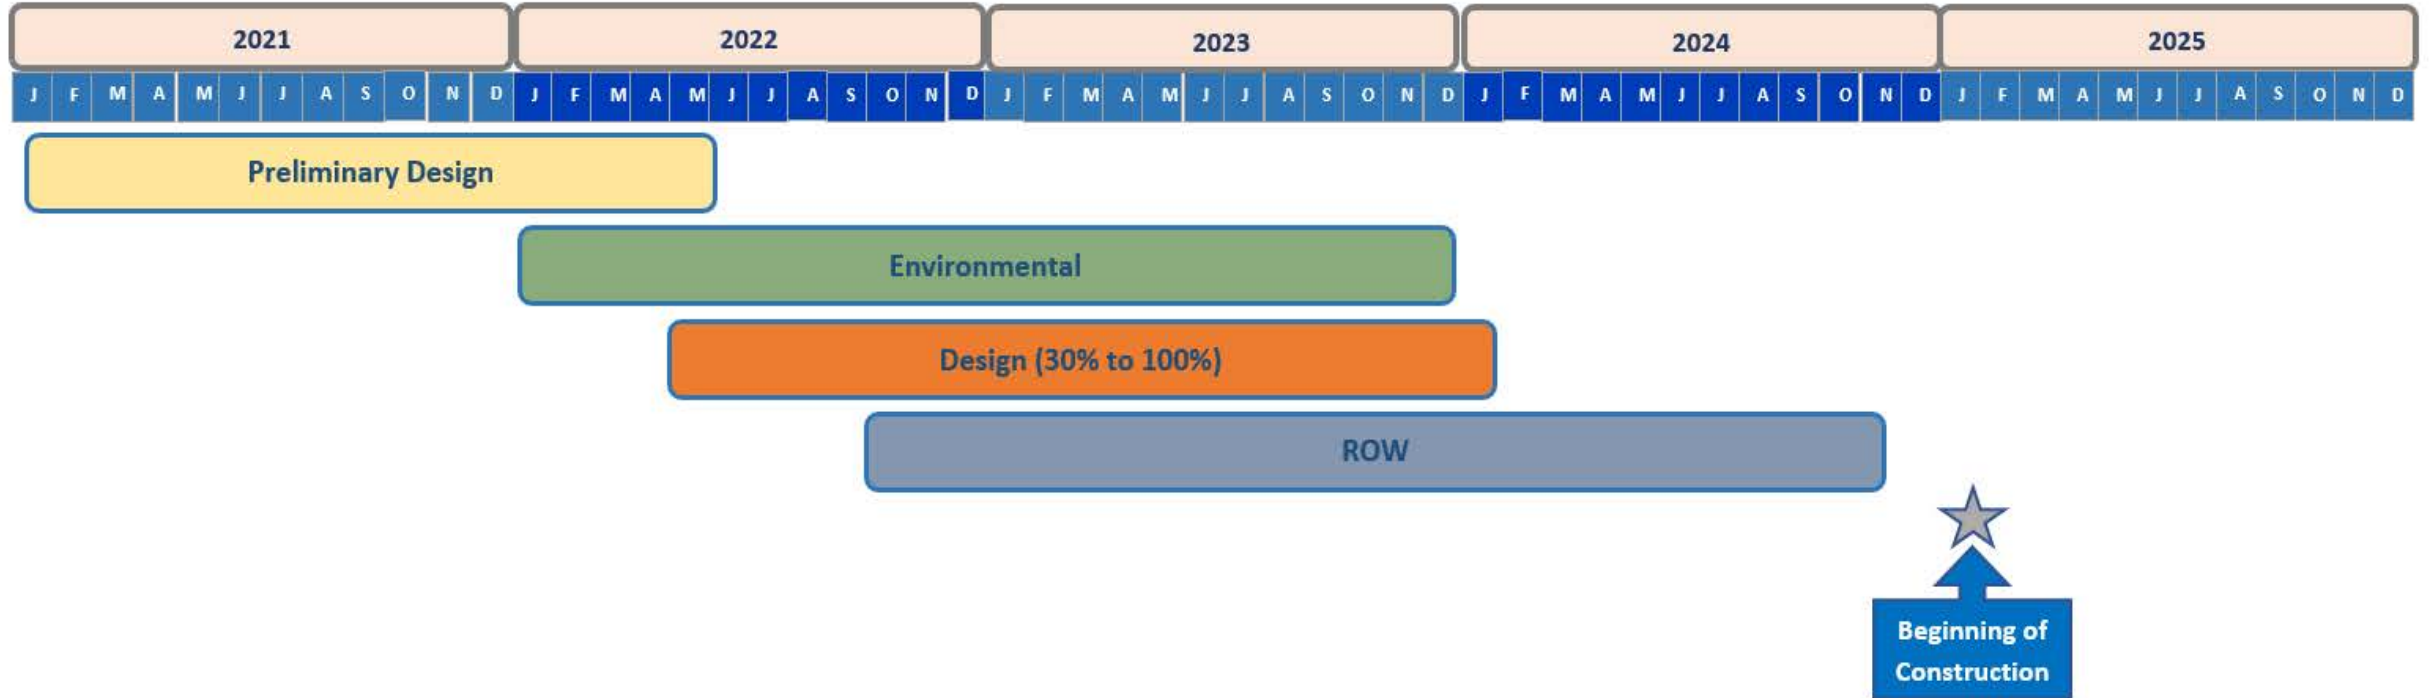 2021 2022 2023 2024 2025
J F M A M J J A S O N D J F M A M J J A S O N D J F M A M J J A S O N D J F M A M J J A S O N D J F M A M J J A S O N D
Preliminary Design
Environmental
Design (30% to 100%)
ROW
Beginning of
Construction